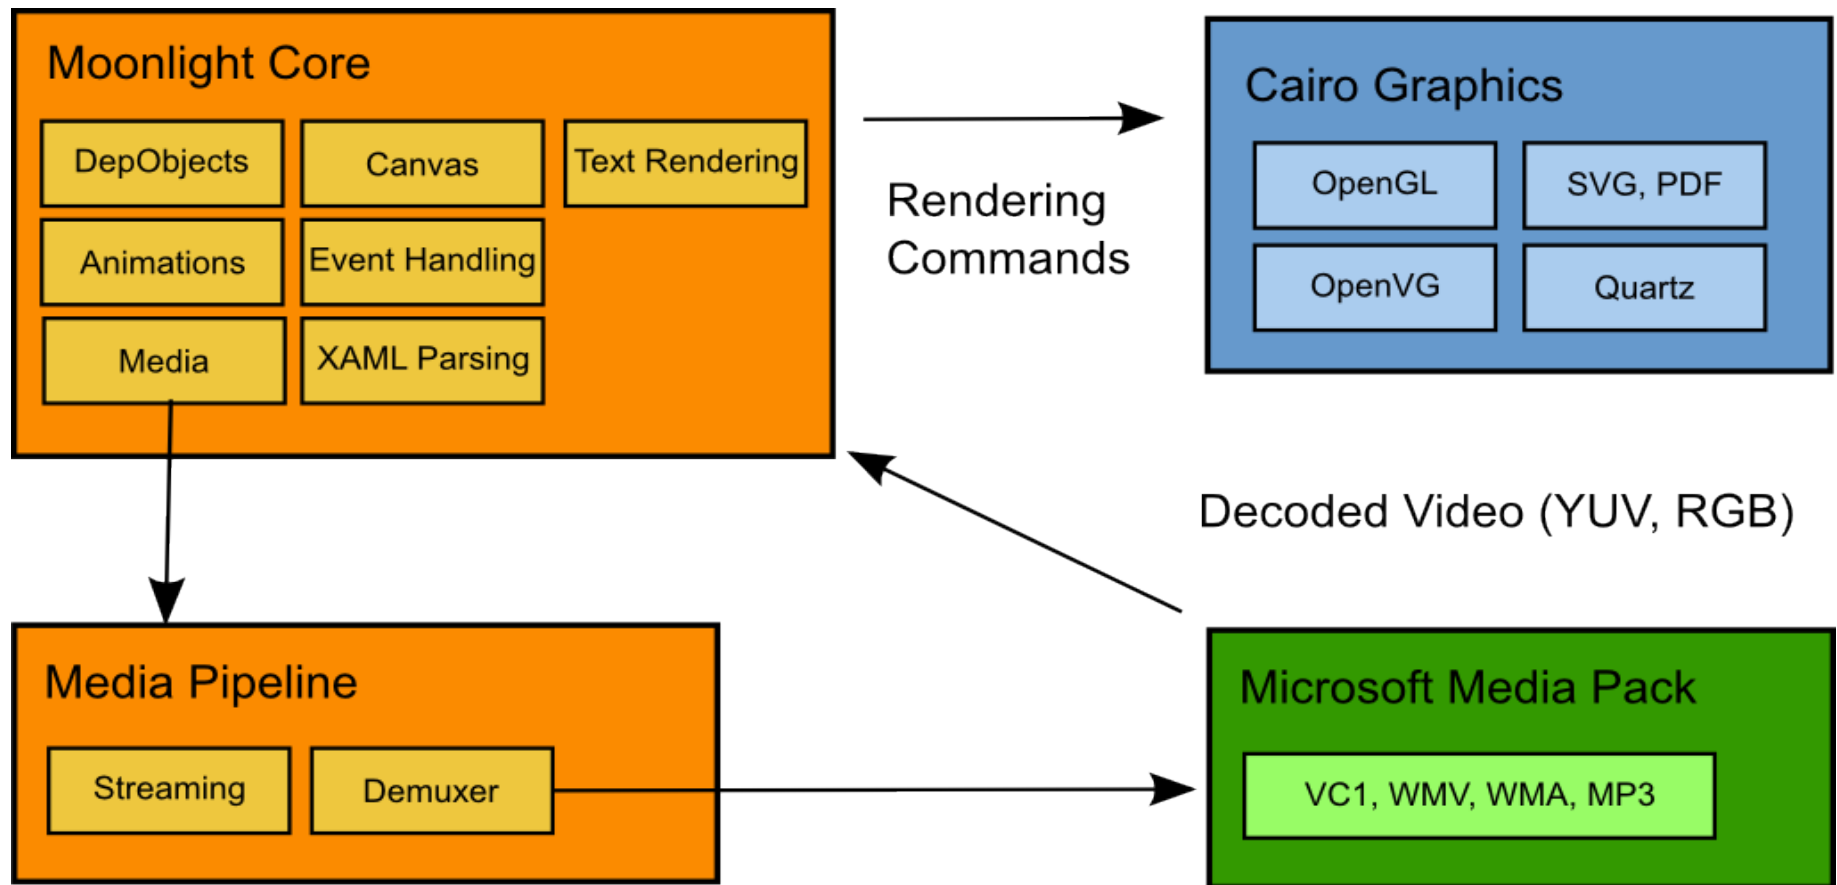 Moonlight Core
DepObjects
Canvas
Text Rendering
Animations
Event Handling
Media
XAML Parsing
Rendering
Commands
Cairo Graphics
OpenGL
SVG, PDF
OpenVG
Quartz
Decoded Video (YUV, RGB)
Media Pipeline
Streaming
Demuxer
Microsoft Media Pack
VC1, WMV, WMA, MP3